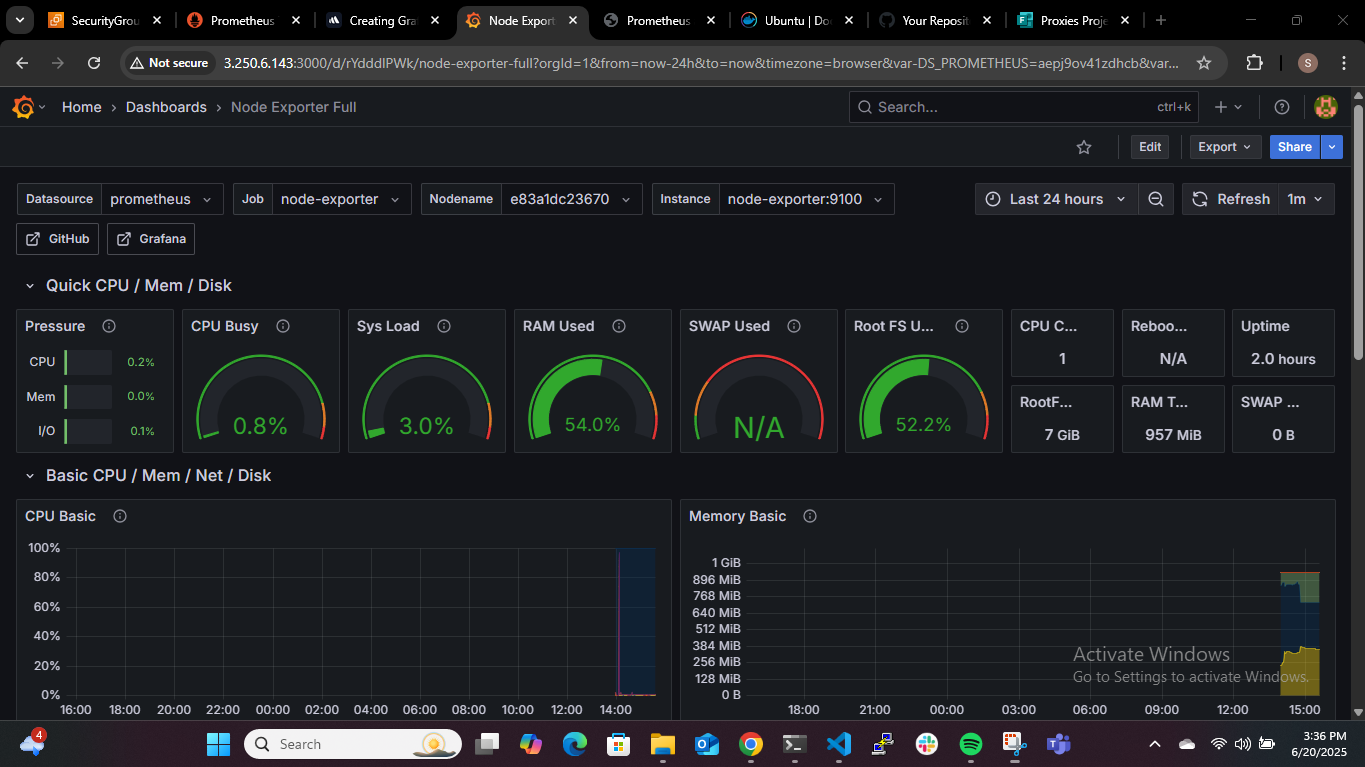 SecurityGrou
Prometheus
Creating Gra
Node Export
Prometheus
Ubuntu | Do
Your Reposit
Proxies Proje
Not secure
3.250.6.143:3000/d/rYdddlPWk/node-exporter-full?orgId=1&from=now-24h&to=now&timezone=browser&var-DS_PROMETHEUS=aepj9ov41zdhcb&var...
S
Home › Dashboards › Node Exporter Full
Search...
ctrl+k
Edit
Export
Share
Datasource prometheus
Job node-exporter
Nodename e83a1dc23670
Instance node-exporter:9100
Last 24 hours
Refresh
1m
GitHub
Grafana
Quick CPU / Mem / Disk
Pressure
CPU 0.2%
Mem 0.0%
I/O 0.1%
CPU Busy
0.8%
Sys Load
3.0%
RAM Used
54.0%
SWAP Used
N/A
Root FS U...
52.2%
CPU C...
1
Reboo...
N/A
Uptime
2.0 hours
RootF...
7 GiB
RAM T...
957 MiB
SWAP ...
0 B
Basic CPU / Mem / Net / Disk
CPU Basic
100%
80%
60%
40%
20%
0%
16:00 18:00 20:00 22:00 00:00 02:00 04:00 06:00 08:00 10:00 12:00 14:00
Memory Basic
1 GiB
896 MiB
768 MiB
640 MiB
512 MiB
384 MiB
256 MiB
128 MiB
0 B
18:00 21:00 00:00 03:00 06:00 09:00 12:00 15:00
Activate Windows
Go to Settings to activate Windows.
4
Search
3:36 PM
6/20/2025